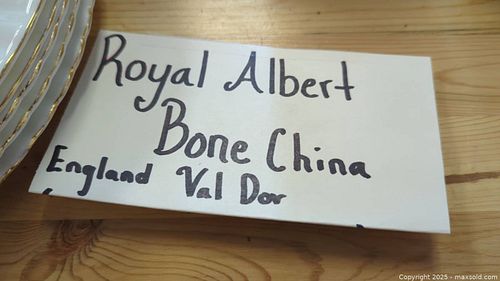 Royal Albert
Bone China
England Val Dor
Copyright 2025 - maxsold.com